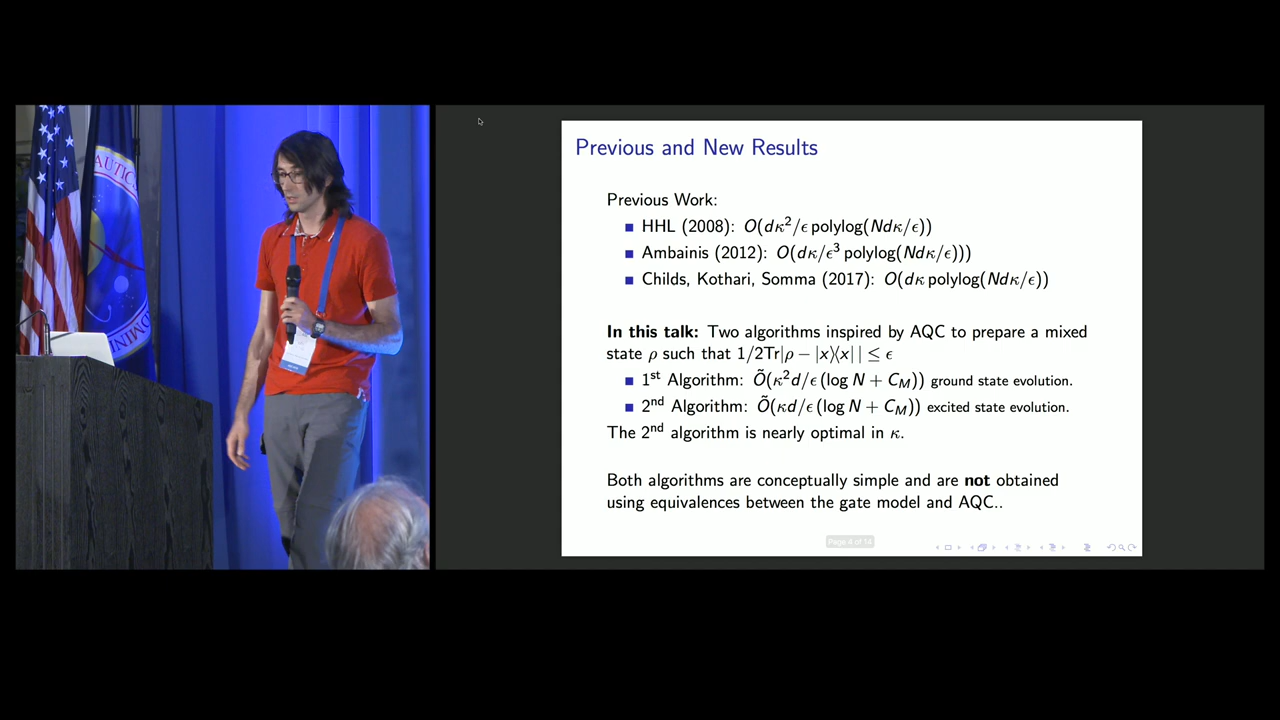 Previous and New Results
Previous Work:
HHL (2008): O(dκ²/ϵ polylog(Ndκ/ϵ))
Ambainis (2012): O(dκ/ϵ³ polylog(Ndκ/ϵ)))
Childs, Kothari, Somma (2017): O(dκ polylog(Ndκ/ϵ))
In this talk: Two algorithms inspired by AQC to prepare a mixed
state ρ such that 1/2Tr|ρ − |x⟩⟨x| | ≤ ϵ
1ˢᵗ Algorithm: Õ(κ²d/ϵ (log N + C_M)) ground state evolution.
2ⁿᵈ Algorithm: Õ(κd/ϵ (log N + C_M)) excited state evolution.
The 2ⁿᵈ algorithm is nearly optimal in κ.
Both algorithms are conceptually simple and are not obtained
using equivalences between the gate model and AQC..
Page 4 of 14